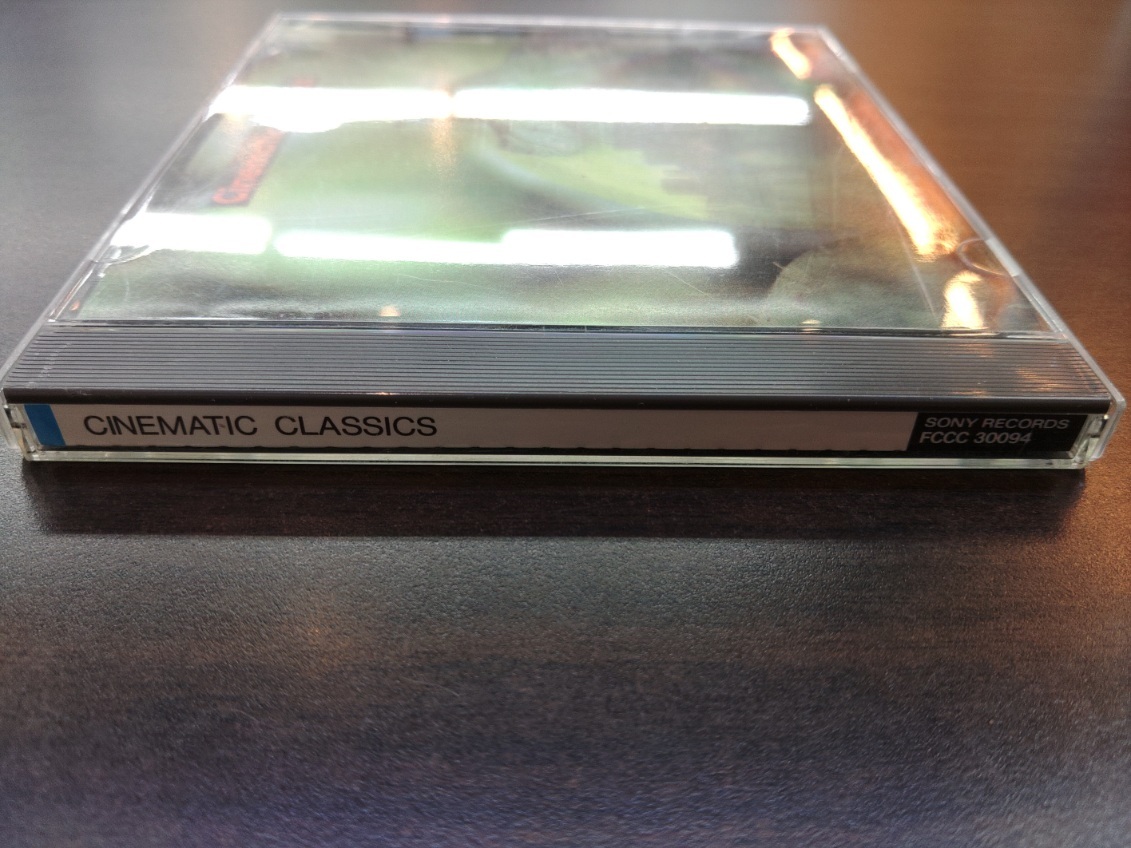 CINEMATIC CLASSICS
SONY RECORDS
FCCC 30094